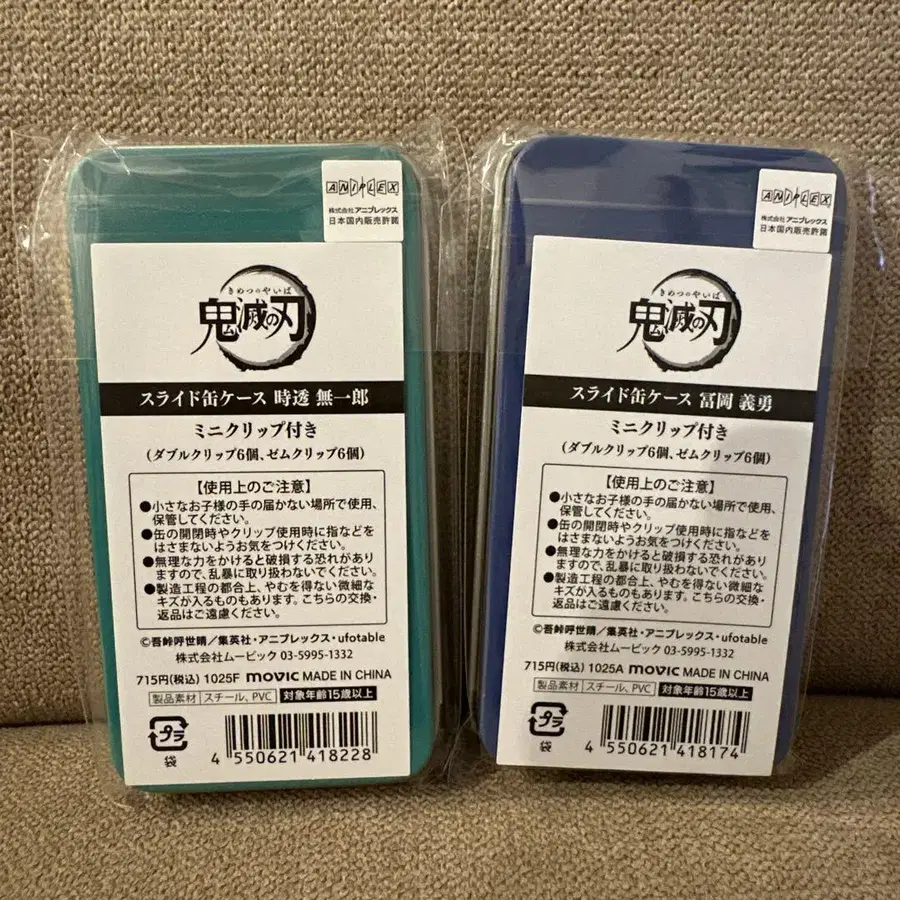 ANIPLEX
株式会社アニプレックス
日本国内販売許諾
きめつのやいば
鬼滅の刃
スライド缶ケース 時透 無一郎
ミニクリップ付き
(ダブルクリップ6個、ゼムクリップ6個)
【使用上のご注意】
●小さなお子様の手の届かない場所で使用、
保管してください。
●缶の開閉時やクリップ使用時に指などを
はさまないようお気をつけください。
●無理な力をかけると破損する恐れがあり
ますので、乱暴に取り扱わないでください。
●製造工程の都合上、やむを得ない微細な
キズが入るものもあります。こちらの交換・
返品はご遠慮ください。
©吾峠呼世晴/集英社・アニプレックス・ufotable
株式会社ムービック 03-5995-1332
715円(税込) 1025F movic MADE IN CHINA
製品素材 スチール、PVC 対象年齢15歳以上
プラ
袋
4 550621 418228
ANIPLEX
株式会社アニプレックス
日本国内販売許諾
きめつのやいば
鬼滅の刃
スライド缶ケース 冨岡 義勇
ミニクリップ付き
(ダブルクリップ6個、ゼムクリップ6個)
【使用上のご注意】
●小さなお子様の手の届かない場所で使用、
保管してください。
●缶の開閉時やクリップ使用時に指などを
はさまないようお気をつけください。
●無理な力をかけると破損する恐れがあり
ますので、乱暴に取り扱わないでください。
●製造工程の都合上、やむを得ない微細な
キズが入るものもあります。こちらの交換・
返品はご遠慮ください。
©吾峠呼世晴/集英社・アニプレックス・ufotable
株式会社ムービック 03-5995-1332
715円(税込) 1025A movic MADE IN CHINA
製品素材 スチール、PVC 対象年齢15歳以上
プラ
袋
4 550621 418174